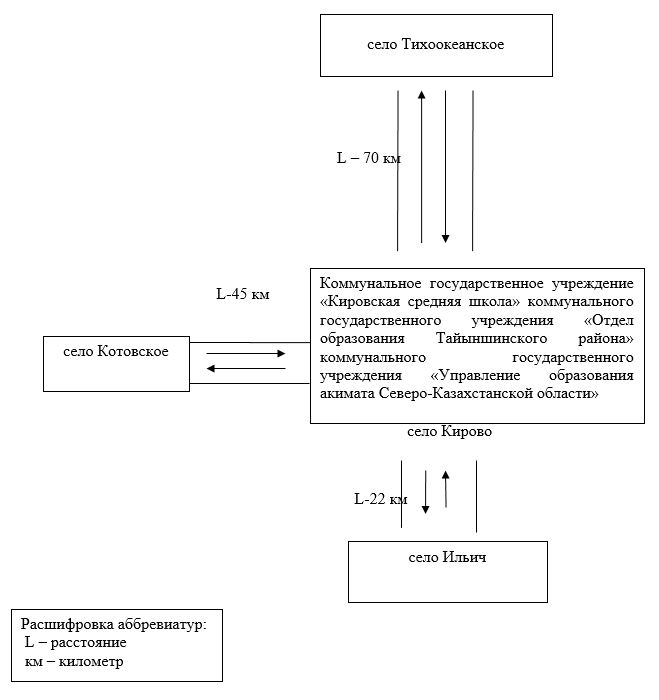 село Тихоокеанское
L – 70 км
L-45 км
Коммунальное государственное учреждение
«Кировская средняя школа» коммунального
государственного учреждения «Отдел
образования Тайыншинского района»
коммунального государственного
учреждения «Управление образования
акимата Северо-Казахстанской области»
село Котовское
село Кирово
L-22 км
село Ильич
Расшифровка аббревиатур:
L – расстояние
км – километр